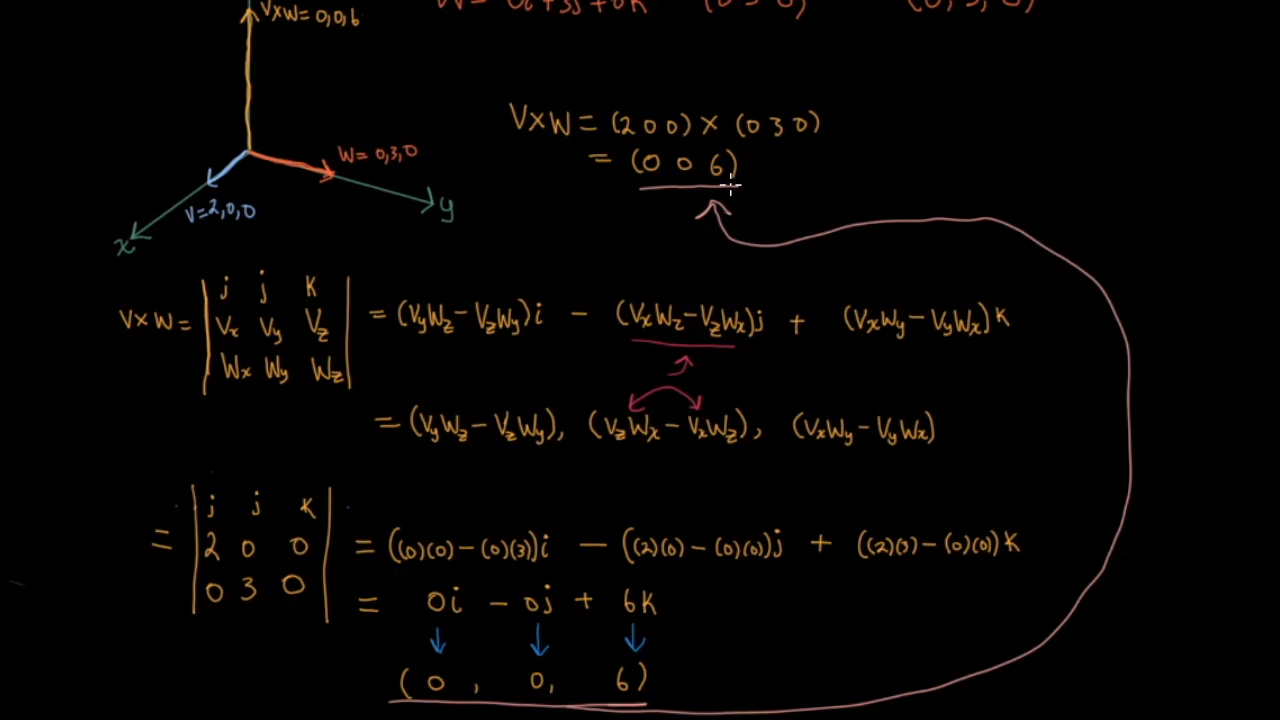 V×W= 0,0,6
W= 0,3,0
V=2,0,0
x
y
V×W = (2 0 0) × (0 3 0)
= (0 0 6)
V×W =
j j K
Vx Vy Vz
Wx Wy Wz
= (VyWz - VzWy)i - (VxWz - VzWx)j + (VxWy - VyWx)K
= (VyWz - VzWy), (VzWx - VxWz), (VxWy - VyWx)
=
j j K
2 0 0
0 3 0
= ((0)(0) - (0)(3))i - ((2)(0) - (0)(0))j + ((2)(3) - (0)(0))K
= 0i - 0j + 6K
( 0 , 0, 6)